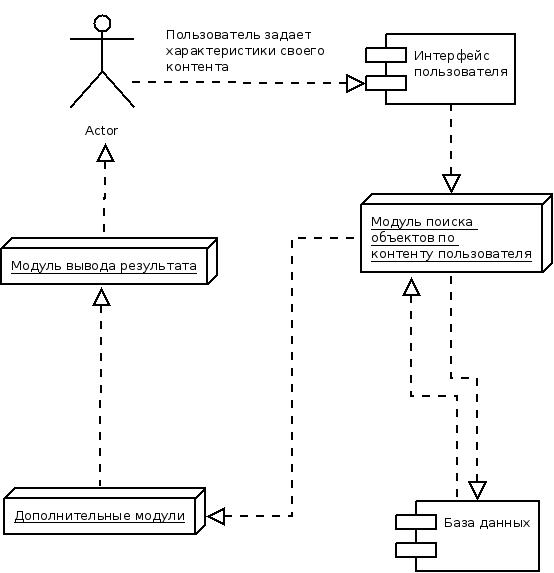 Пользователь задает
характеристики своего
контента
Интерфейс
пользователя
Actor
Модуль поиска
объектов по
контенту пользователя
Модуль вывода результата
Дополнительные модули
База данных